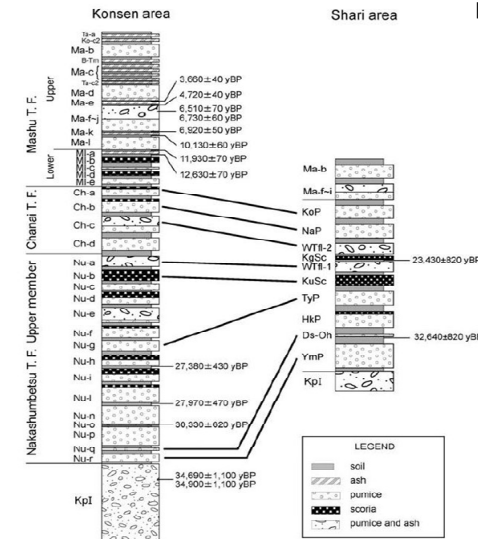 Konsen area
Shari area
Mashu T. F.
Upper
Lower
Chanai T. F.
Nakashumbetsu T. F. Upper member
Ta-a
Ko-c2
Ma-b
B-Tm
Ma-c
Ta-c2
Ma-d
Ma-e
Ma-f~j
Ma-k
Ma-l
Ml-a
Ml-b
Ml-c
Ml-d
Ml-e
Ch-a
Ch-b
Ch-c
Ch-d
Nu-a
Nu-b
Nu-c
Nu-d
Nu-e
Nu-f
Nu-g
Nu-h
Nu-i
Nu-l
Nu-n
Nu-o
Nu-p
Nu-q
Nu-r
KpI
3,660±40 yBP
4,720±40 yBP
6,510±70 yBP
6,730±60 yBP
6,920±50 yBP
10,130±60 yBP
11,930±70 yBP
12,630±70 yBP
27,380±430 yBP
27,970±470 yBP
30,330±620 yBP
34,690±1,100 yBP
34,900±1,100 yBP
Ma-b
Ma-f~i
KoP
NaP
WTfl-2
KgSc
WTfl-1
KuSc
TyP
HkP
Ds-Oh
YmP
KpI
23,430±820 yBP
32,640±820 yBP
LEGEND
soil
ash
pumice
scoria
pumice and ash